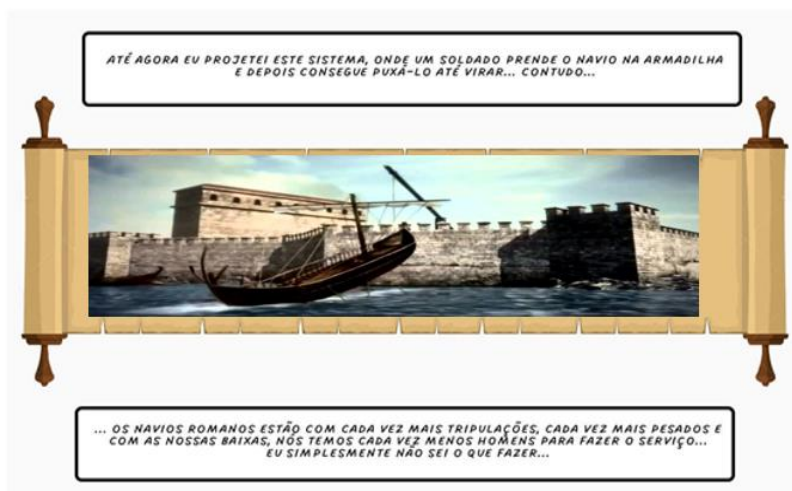 ATÉ AGORA EU PROJETEI ESTE SISTEMA, ONDE UM SOLDADO PRENDE O NAVIO NA ARMADILHA
E DEPOIS CONSEGUE PUXÁ-LO ATÉ VIRAR... CONTUDO...
... OS NAVIOS ROMANOS ESTÃO COM CADA VEZ MAIS TRIPULAÇÕES, CADA VEZ MAIS PESADOS E
COM AS NOSSAS BAIXAS, NÓS TEMOS CADA VEZ MENOS HOMENS PARA FAZER O SERVIÇO...
EU SIMPLESMENTE NÃO SEI O QUE FAZER...